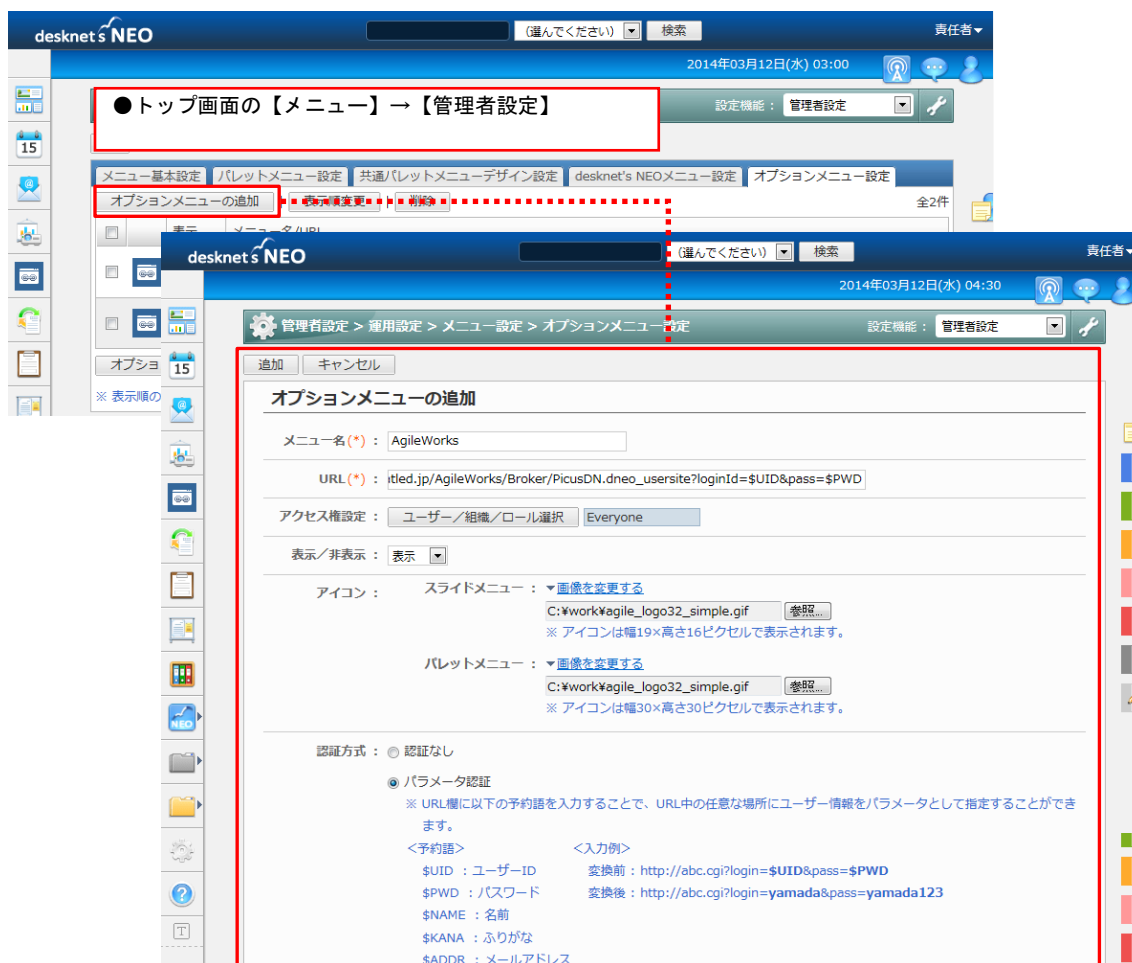 desknet's NEO
(選んでください)
検索
責任者▾
2014年03月12日(水) 03:00
●トップ画面の【メニュー】→【管理者設定】
設定機能： 管理者設定
15
メニュー基本設定 パレットメニュー設定 共通パレットメニューデザイン設定 desknet's NEOメニュー設定 オプションメニュー設定
オプションメニューの追加 表示順変更 | 削除
全2件
表示 メニュー名/URL
オプショ
※ 表示順の
desknet's NEO
(選んでください)
検索
責任者▾
2014年03月12日(水) 04:30
管理者設定 > 運用設定 > メニュー設定 > オプションメニュー設定
設定機能： 管理者設定
15
追加 キャンセル
オプションメニューの追加
メニュー名(*) ： AgileWorks
URL(*) ： tled.jp/AgileWorks/Broker/PicusDN.dneo_usersite?loginId=$UID&pass=$PWD
アクセス権設定 ： ユーザー／組織／ロール選択 Everyone
表示／非表示 ： 表示
アイコン ： スライドメニュー ： ▾画像を変更する
C:¥work¥agile_logo32_simple.gif 参照...
※ アイコンは幅19×高さ16ピクセルで表示されます。
パレットメニュー ： ▾画像を変更する
C:¥work¥agile_logo32_simple.gif 参照...
※ アイコンは幅30×高さ30ピクセルで表示されます。
NEO
認証方式 ： 認証なし
パラメータ認証
※ URL欄に以下の予約語を入力することで、URL中の任意な場所にユーザー情報をパラメータとして指定することができ
ます。
<予約語> <入力例>
$UID ：ユーザーID 変換前：http://abc.cgi?login=$UID&pass=$PWD
$PWD ：パスワード 変換後：http://abc.cgi?login=yamada&pass=yamada123
$NAME ：名前
T
$KANA ：ふりがな
$ADDR ：メールアドレス